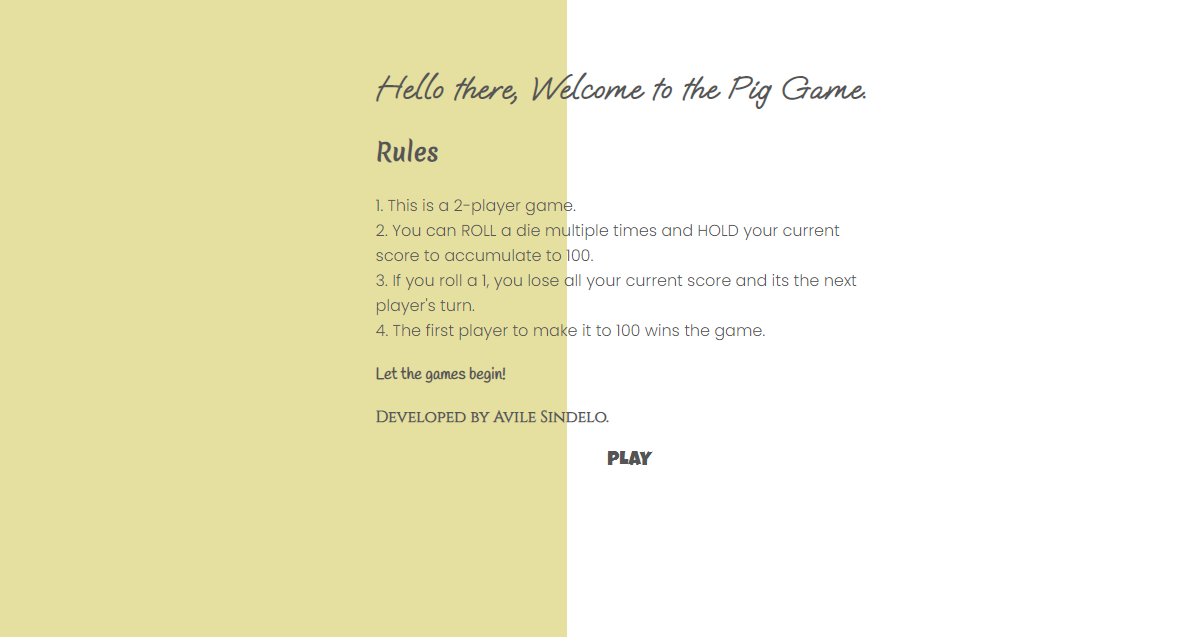 Hello there, Welcome to the Pig Game.
Rules
1. This is a 2-player game.
2. You can ROLL a die multiple times and HOLD your current
score to accumulate to 100.
3. If you roll a 1, you lose all your current score and its the next
player's turn.
4. The first player to make it to 100 wins the game.
Let the games begin!
Developed by Avile Sindelo.
PLAY